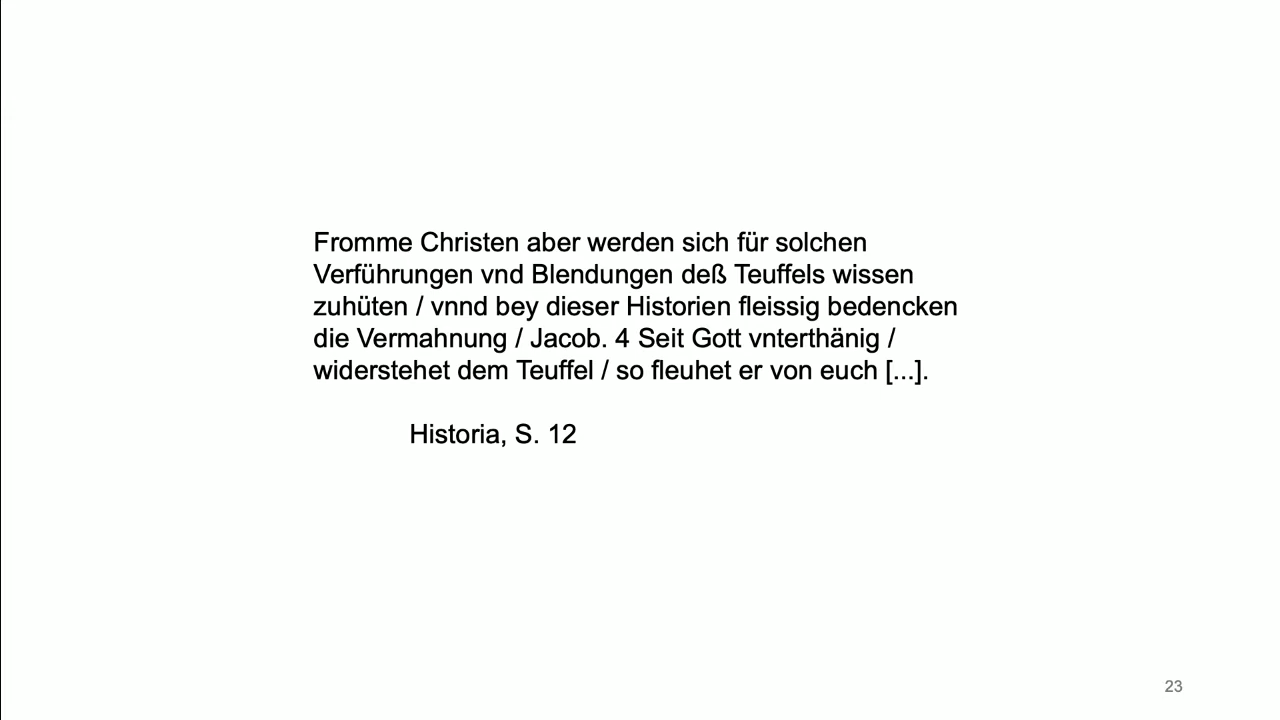 Fromme Christen aber werden sich für solchen
Verführungen vnd Blendungen deß Teuffels wissen
zuhüten / vnnd bey dieser Historien fleissig bedencken
die Vermahnung / Jacob. 4 Seit Gott vnterthänig /
widerstehet dem Teuffel / so fleuhet er von euch [...].
Historia, S. 12
23